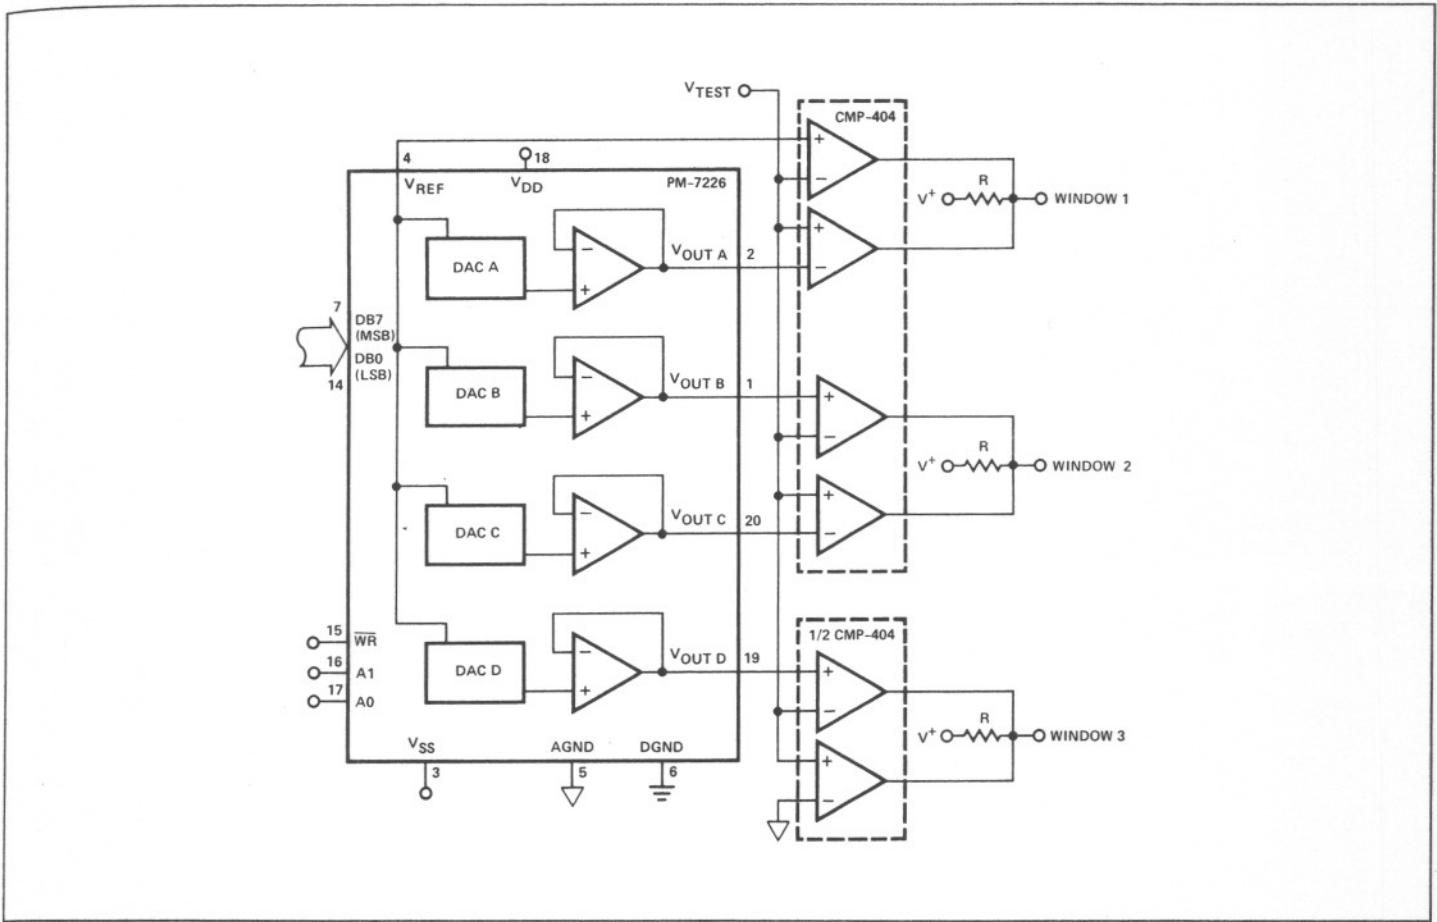 VTEST
CMP-404
4
18
VREF
VDD
PM-7226
+
−
R
V+
WINDOW 1
−
+
DAC A
VOUT A
2
+
−
7
DB7
(MSB)
DB0
(LSB)
14
−
+
DAC B
VOUT B
1
+
−
R
V+
WINDOW 2
−
+
DAC C
VOUT C
20
+
−
1/2 CMP-404
15
WR
16
A1
17
A0
−
+
DAC D
VOUT D
19
+
−
R
V+
WINDOW 3
+
−
VSS
AGND
DGND
3
5
6